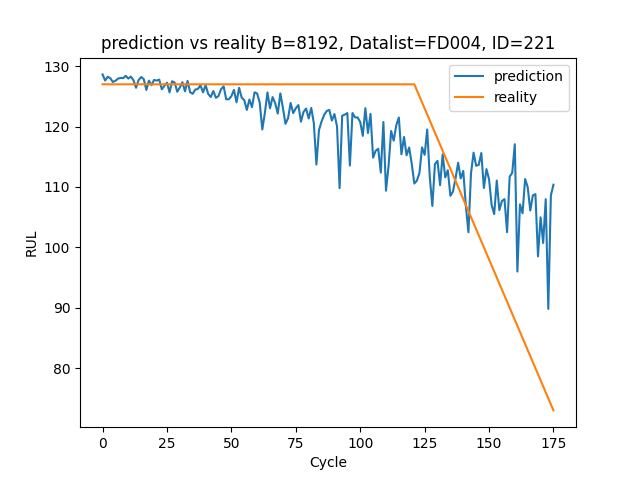 prediction vs reality B=8192, Datalist=FD004, ID=221
prediction
reality
RUL
130
120
110
100
90
80
0 25 50 75 100 125 150 175
Cycle